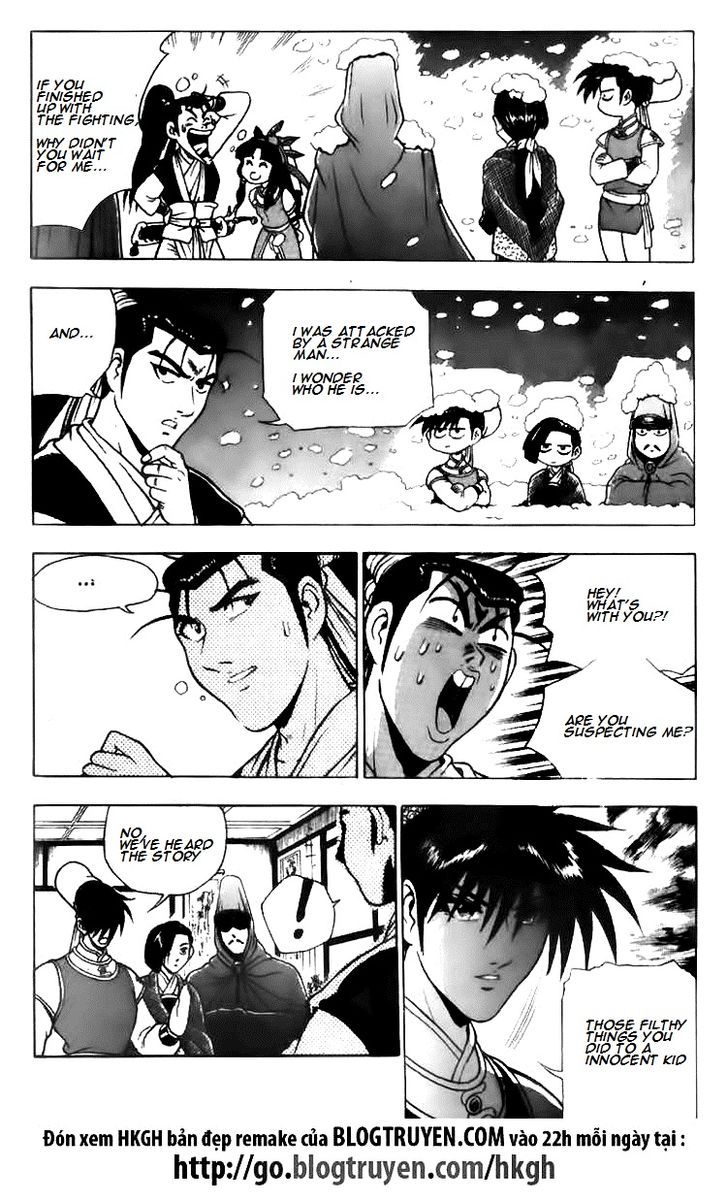 IF YOU
FINISHED
UP WITH
THE FIGHTING,
WHY DIDN'T
YOU WAIT
FOR ME...
AND...
I WAS ATTACKED
BY A STRANGE
MAN...
I WONDER
WHO HE IS...
...
HEY!
WHAT'S
WITH YOU?!
ARE YOU
SUSPECTING ME?
NO,
WE'VE HEARD
THE STORY
!
THOSE FILTHY
THINGS YOU
DID TO A
INNOCENT KID
Đón xem HKGH bản đẹp remake của BLOGTRUYEN.COM vào 22h mỗi ngày tại :
http://go.blogtruyen.com/hkgh